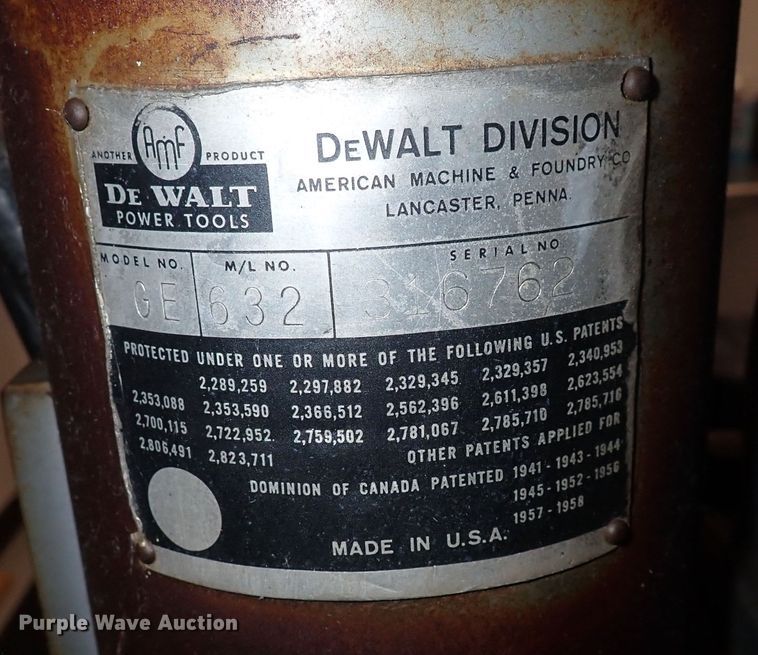 AMF
ANOTHER PRODUCT
DE WALT
POWER TOOLS
DEWALT DIVISION
AMERICAN MACHINE & FOUNDRY CO
LANCASTER, PENNA.
MODEL NO. M/L NO. SERIAL NO
GE 632 316762
PROTECTED UNDER ONE OR MORE OF THE FOLLOWING U.S. PATENTS
2,289,259 2,297,882 2,329,345 2,329,357 2,340,953
2,353,088 2,353,590 2,366,512 2,562,396 2,611,398 2,623,554
2,700,115 2,722,952 2,759,502 2,781,067 2,785,710 2,785,716
2,806,491 2,823,711 OTHER PATENTS APPLIED FOR
DOMINION OF CANADA PATENTED 1941-1943-1944
1945-1952-1956
1957-1958
MADE IN U.S.A.
Purple Wave Auction